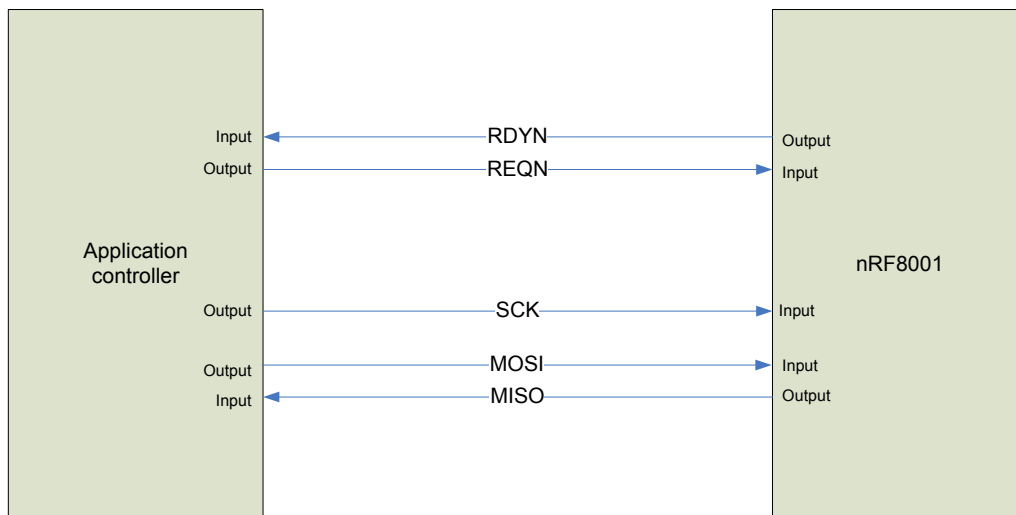 Input
RDYN
Output
Output
REQN
Input
Application
controller
nRF8001
Output
SCK
Input
Output
MOSI
Input
Input
MISO
Output